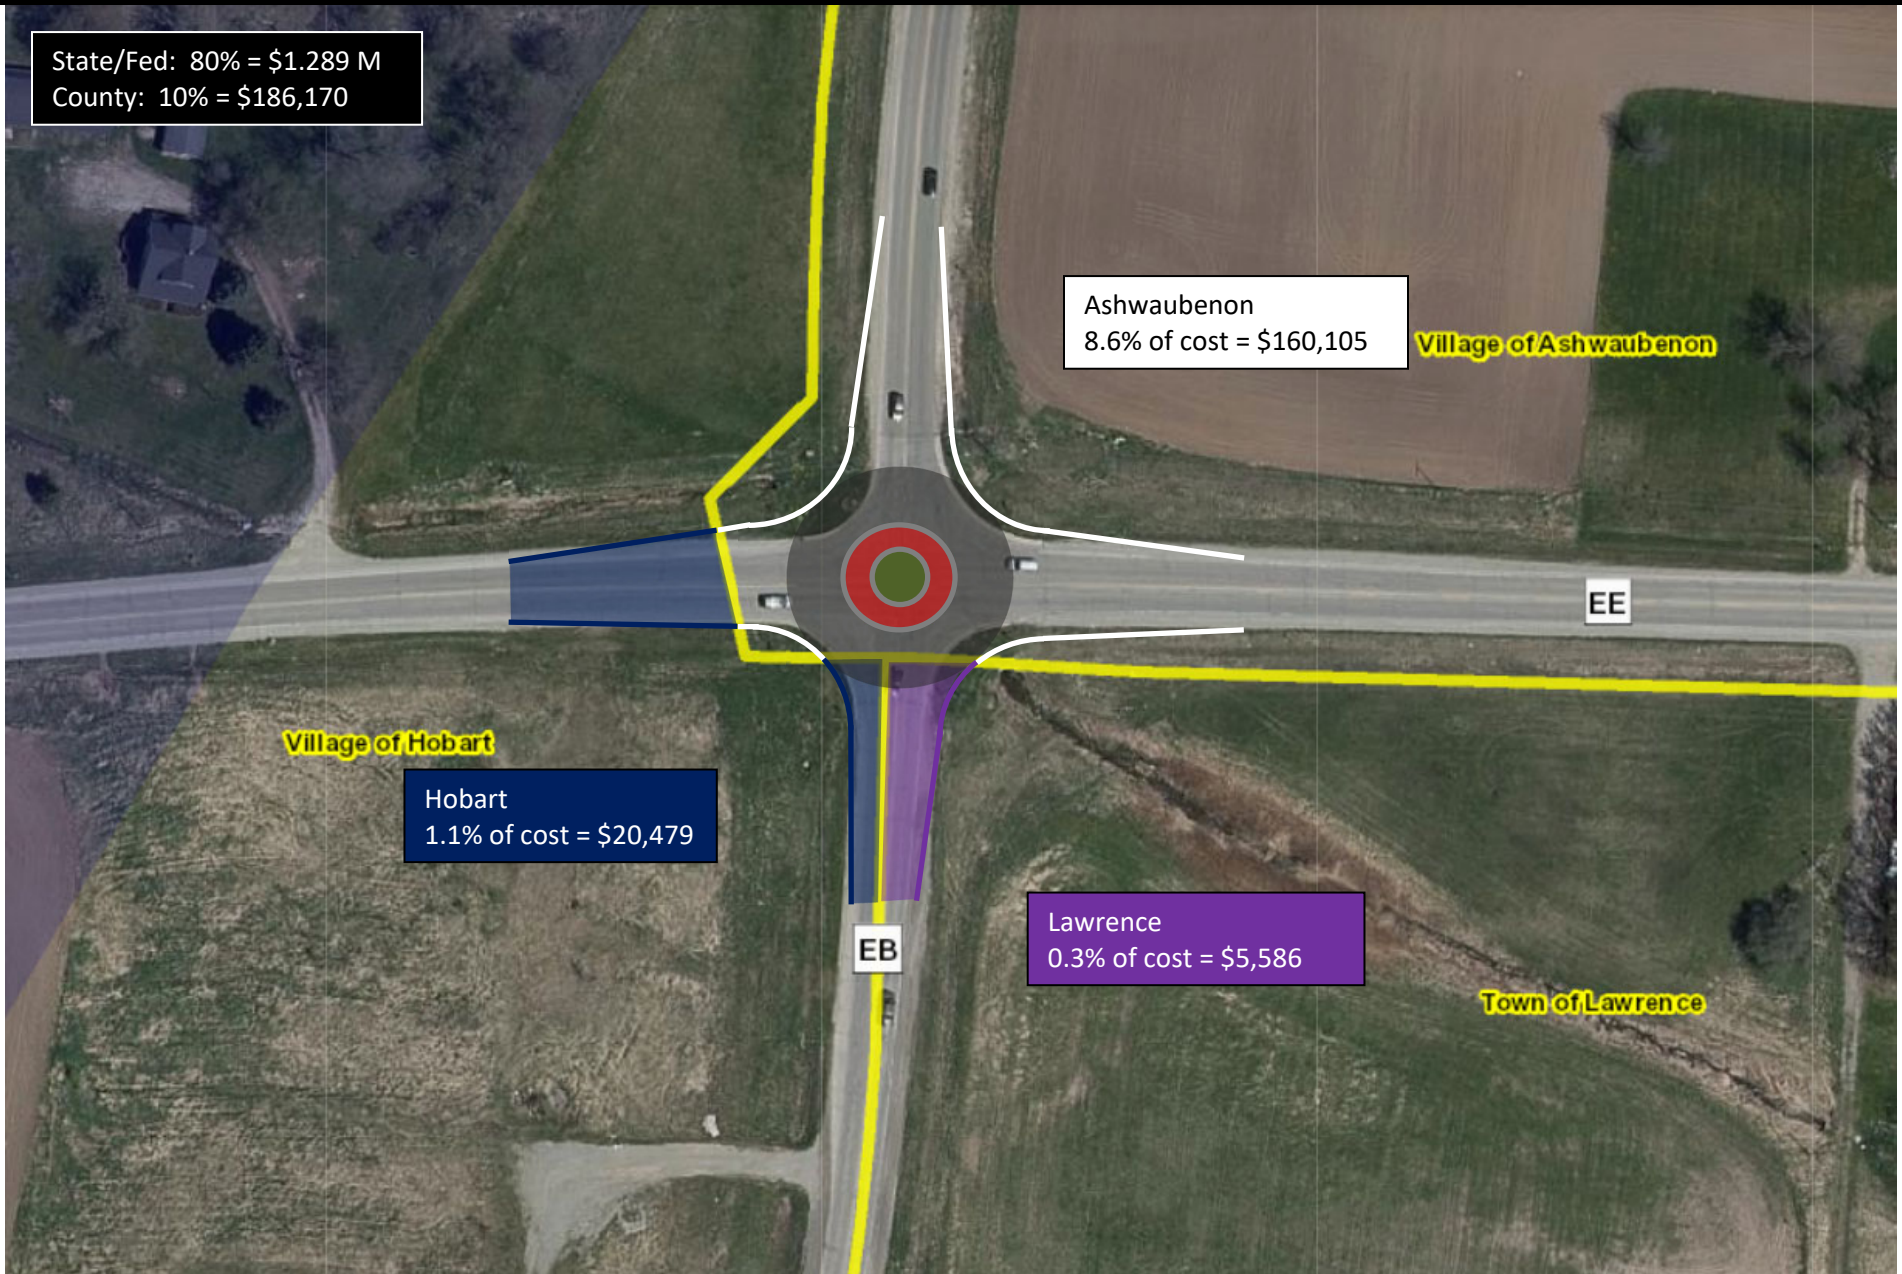 State/Fed:  80% = $1.289 M
County:  10% = $186,170
Ashwaubenon
8.6% of cost = $160,105
Village of Ashwaubenon
EE
Village of Hobart
Hobart
1.1% of cost = $20,479
Lawrence
0.3% of cost = $5,586
EB
Town of Lawrence